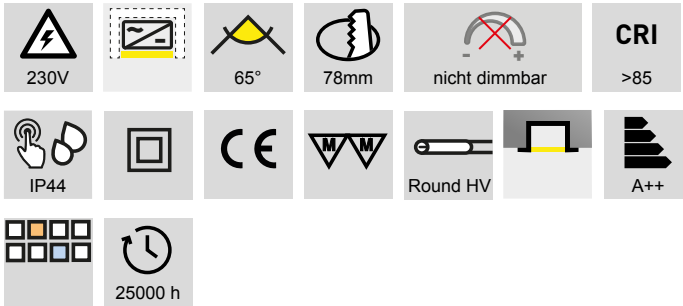 230V
65°
78mm
- +
nicht dimmbar
CRI
>85
IP44
CE
M M
Round HV
A++
25000 h